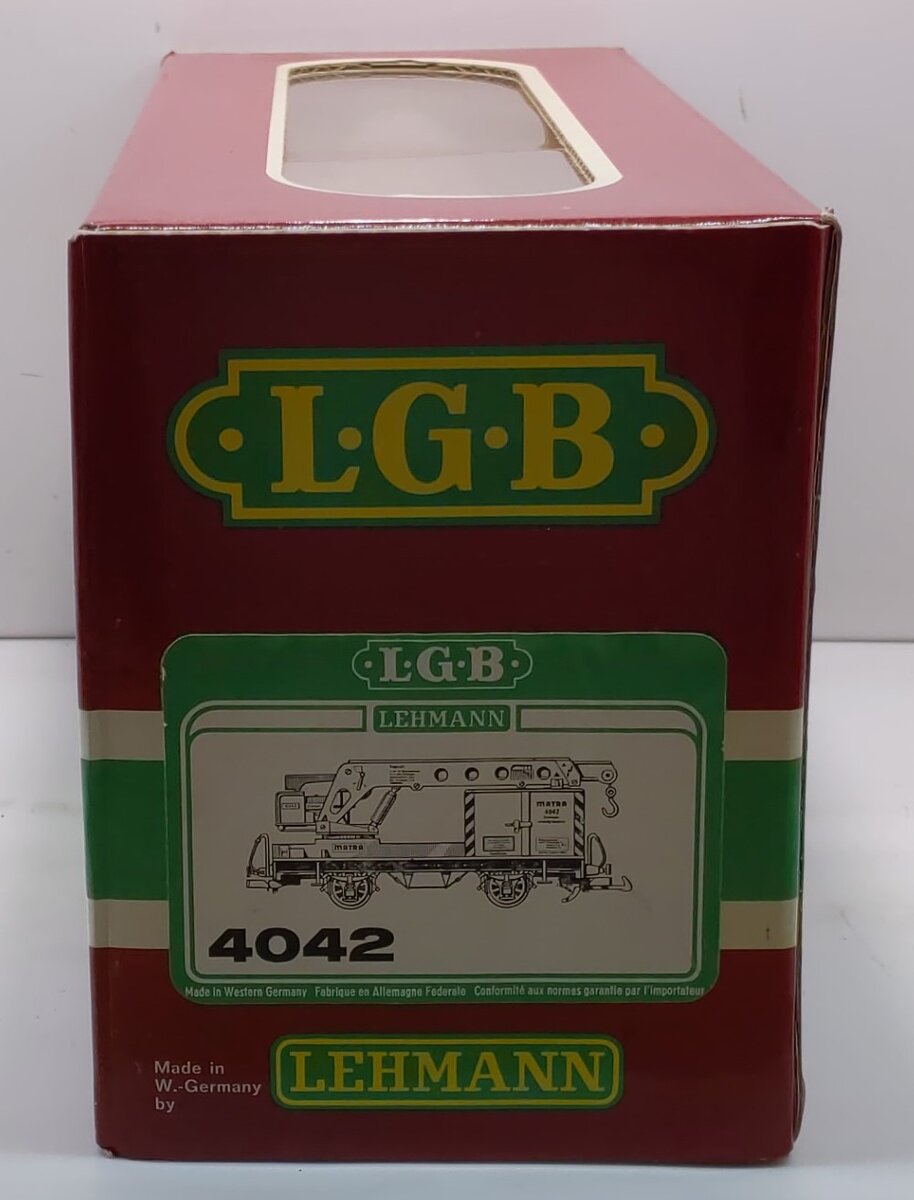 L·G·B
L·G·B
LEHMANN
MATRA
4042
MATRA
4042
Made in Western Germany Fabrique en Allemagne Federale Conformité aux normes garantie par l'importateur
Made in
W.-Germany
by
LEHMANN